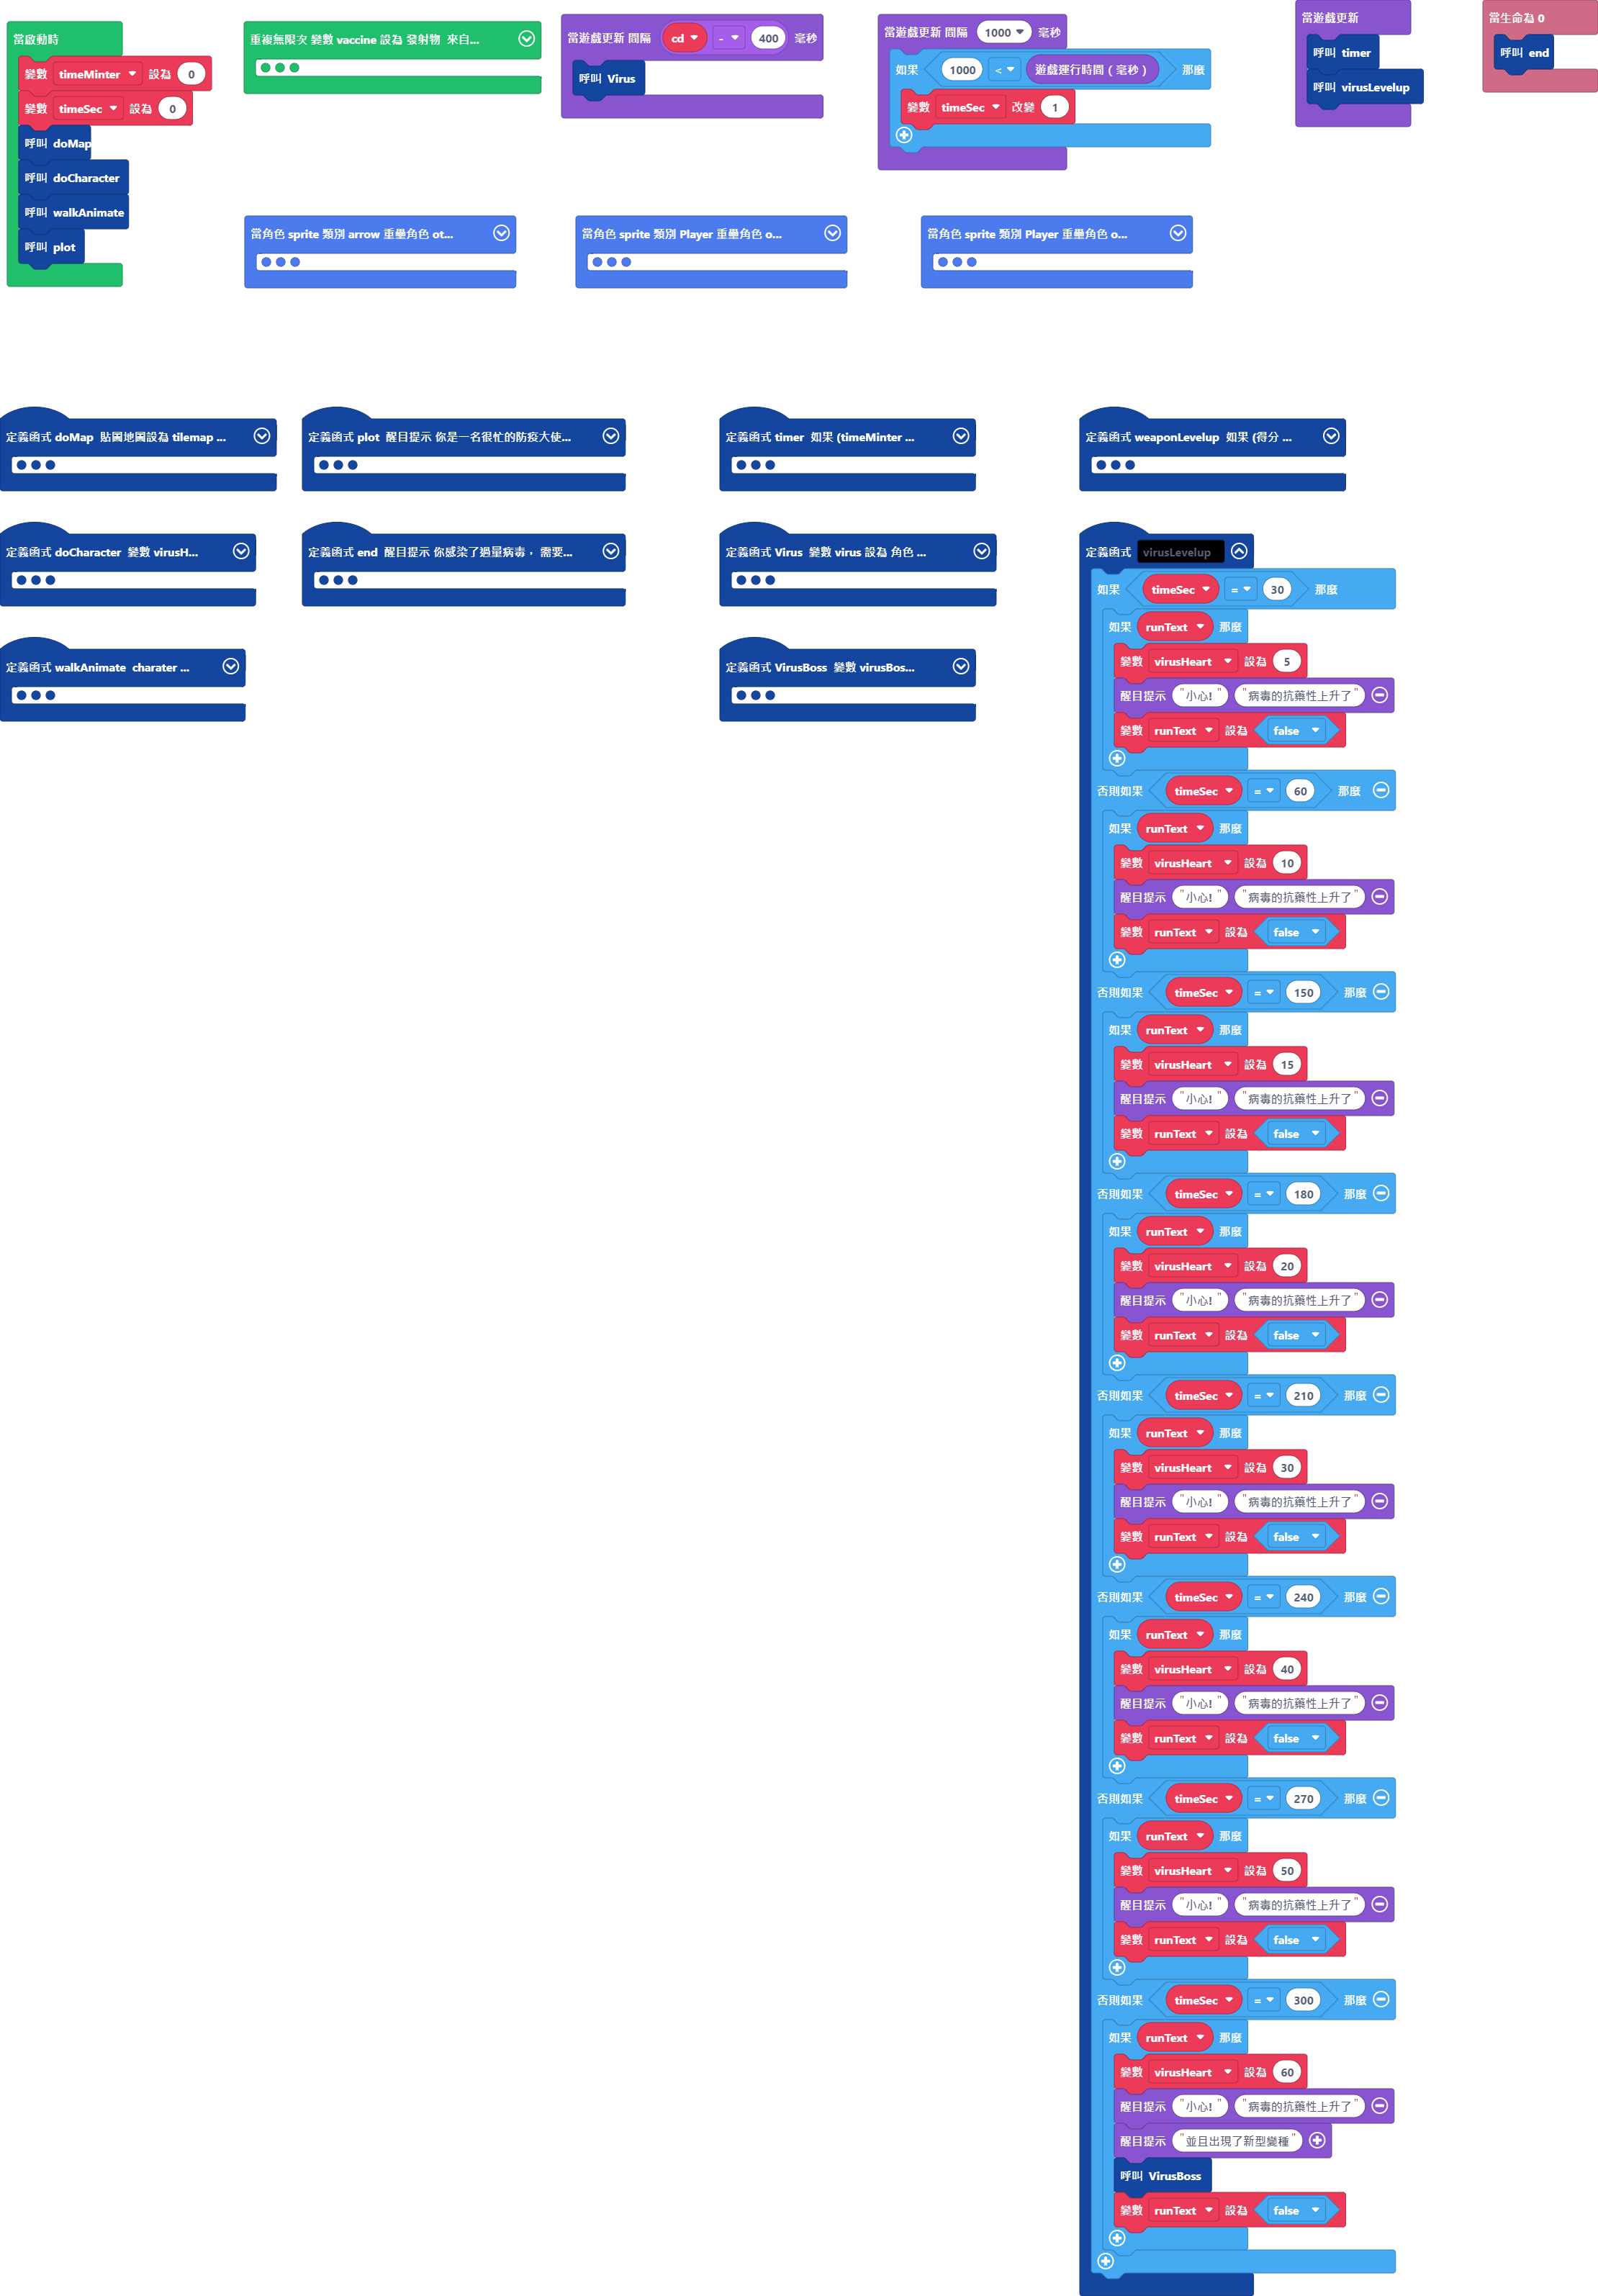 當啟動時
變數 timeMinter 設為 0
變數 timeSec 設為 0
呼叫 doMap
呼叫 doCharacter
呼叫 walkAnimate
呼叫 plot
重複無限次 變數 vaccine 設為 發射物 來自...
當遊戲更新 間隔 cd - 400 毫秒
呼叫 Virus
當遊戲更新 間隔 1000 毫秒
如果 1000 < 遊戲運行時間 ( 毫秒 ) 那麼
變數 timeSec 改變 1
當遊戲更新
呼叫 timer
呼叫 virusLevelup
當生命為 0
呼叫 end
當角色 sprite 類別 arrow 重疊角色 ot...
當角色 sprite 類別 Player 重疊角色 o...
當角色 sprite 類別 Player 重疊角色 o...
定義函式 doMap 貼圖地圖設為 tilemap ...
定義函式 plot 醒目提示 你是一名很忙的防疫大使...
定義函式 timer 如果 (timeMinter ...
定義函式 weaponLevelup 如果 (得分 ...
定義函式 doCharacter 變數 virusH...
定義函式 end 醒目提示 你感染了過量病毒， 需要...
定義函式 Virus 變數 virus 設為 角色 ...
定義函式 walkAnimate charater ...
定義函式 VirusBoss 變數 virusBos...
定義函式 virusLevelup
如果 timeSec = 30 那麼
如果 runText 那麼
變數 virusHeart 設為 5
醒目提示 "小心! " "病毒的抗藥性上升了"
變數 runText 設為 false
否則如果 timeSec = 60 那麼
如果 runText 那麼
變數 virusHeart 設為 10
醒目提示 "小心! " "病毒的抗藥性上升了"
變數 runText 設為 false
否則如果 timeSec = 150 那麼
如果 runText 那麼
變數 virusHeart 設為 15
醒目提示 "小心! " "病毒的抗藥性上升了"
變數 runText 設為 false
否則如果 timeSec = 180 那麼
如果 runText 那麼
變數 virusHeart 設為 20
醒目提示 "小心! " "病毒的抗藥性上升了"
變數 runText 設為 false
否則如果 timeSec = 210 那麼
如果 runText 那麼
變數 virusHeart 設為 30
醒目提示 "小心! " "病毒的抗藥性上升了"
變數 runText 設為 false
否則如果 timeSec = 240 那麼
如果 runText 那麼
變數 virusHeart 設為 40
醒目提示 "小心! " "病毒的抗藥性上升了"
變數 runText 設為 false
否則如果 timeSec = 270 那麼
如果 runText 那麼
變數 virusHeart 設為 50
醒目提示 "小心! " "病毒的抗藥性上升了"
變數 runText 設為 false
否則如果 timeSec = 300 那麼
如果 runText 那麼
變數 virusHeart 設為 60
醒目提示 "小心! " "病毒的抗藥性上升了"
醒目提示 "並且出現了新型變種"
呼叫 VirusBoss
變數 runText 設為 false